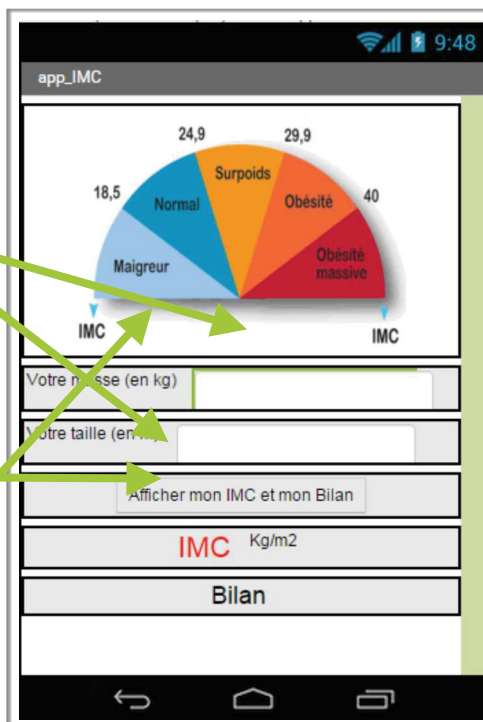 9:48
app_IMC
24,9
29,9
Surpoids
18,5
Normal
Obésité
40
Maigreur
Obésité
massive
IMC
IMC
Votre masse (en kg)
Votre taille (en
Afficher mon IMC et mon Bilan
IMC Kg/m2
Bilan